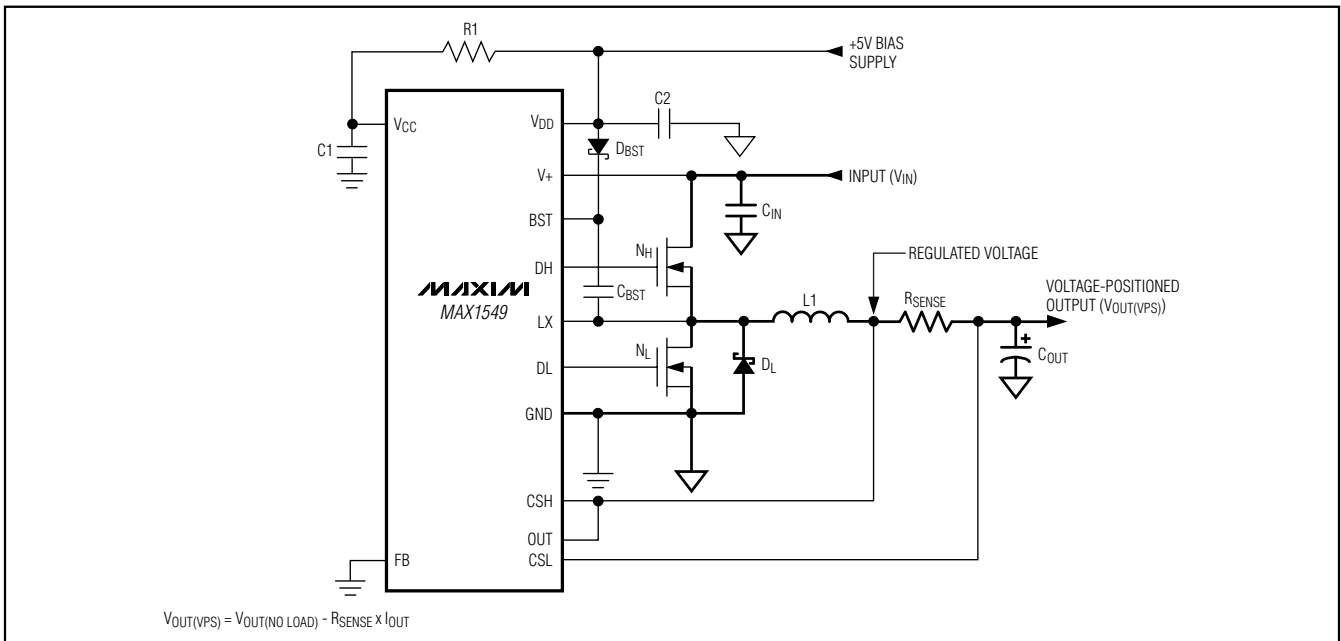 R1
+5V BIAS
SUPPLY
C2
VCC
VDD
C1
DBST
V+
INPUT (VIN)
CIN
BST
NH
REGULATED VOLTAGE
DH
MAXIM
MAX1549
CBST
L1
RSENSE
VOLTAGE-POSITIONED
OUTPUT (VOUT(VPS))
LX
NL
DL
DL
+
COUT
GND
CSH
OUT
FB
CSL
VOUT(VPS) = VOUT(NO LOAD) - RSENSE x IOUT